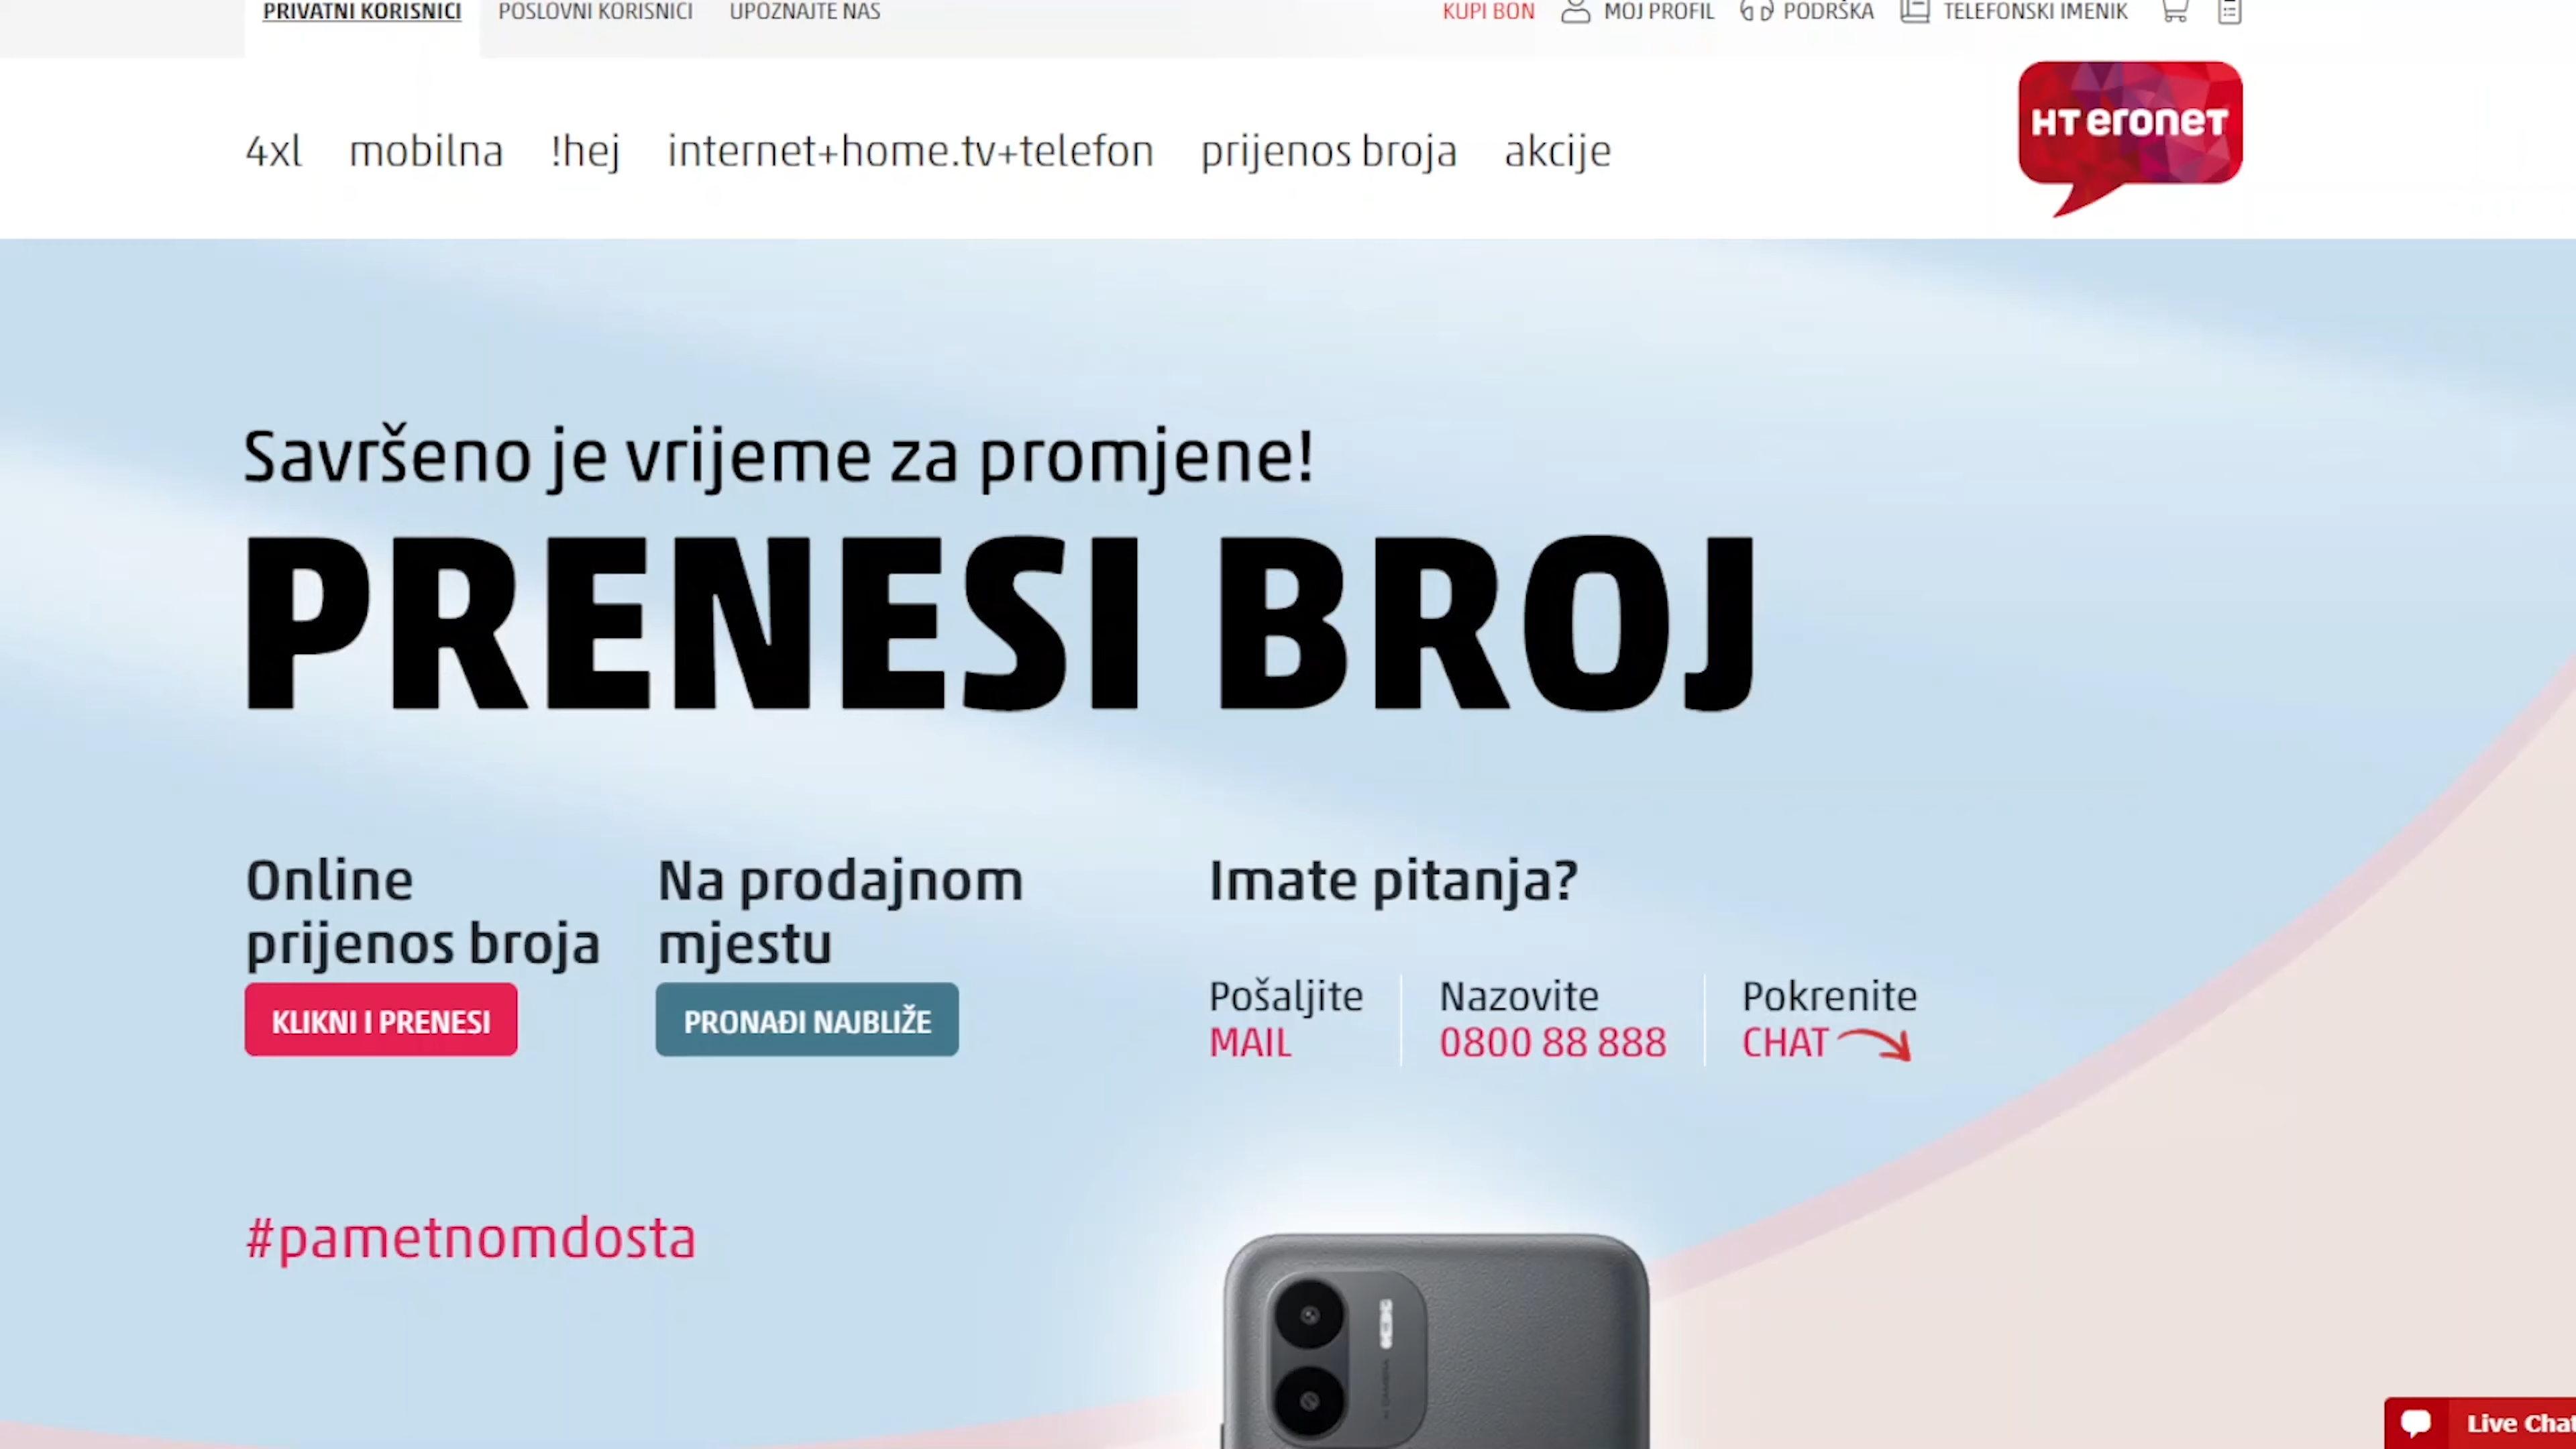 PRIVATNI KORISNICI POSLOVNI KORISNICI UPOZNAJTE NAS KUPI BON MOJ PROFIL PODRŠKA TELEFONSKI IMENIK
4xl mobilna !hej internet+home.tv+telefon prijenos broja akcije
HT eronet
Savršeno je vrijeme za promjene!
PRENESI BROJ
Online
prijenos broja
KLIKNI I PRENESI
Na prodajnom
mjestu
PRONAĐI NAJBLIŽE
Imate pitanja?
Pošaljite
MAIL
Nazovite
0800 88 888
Pokrenite
CHAT
#pametnomdosta
Live Chat